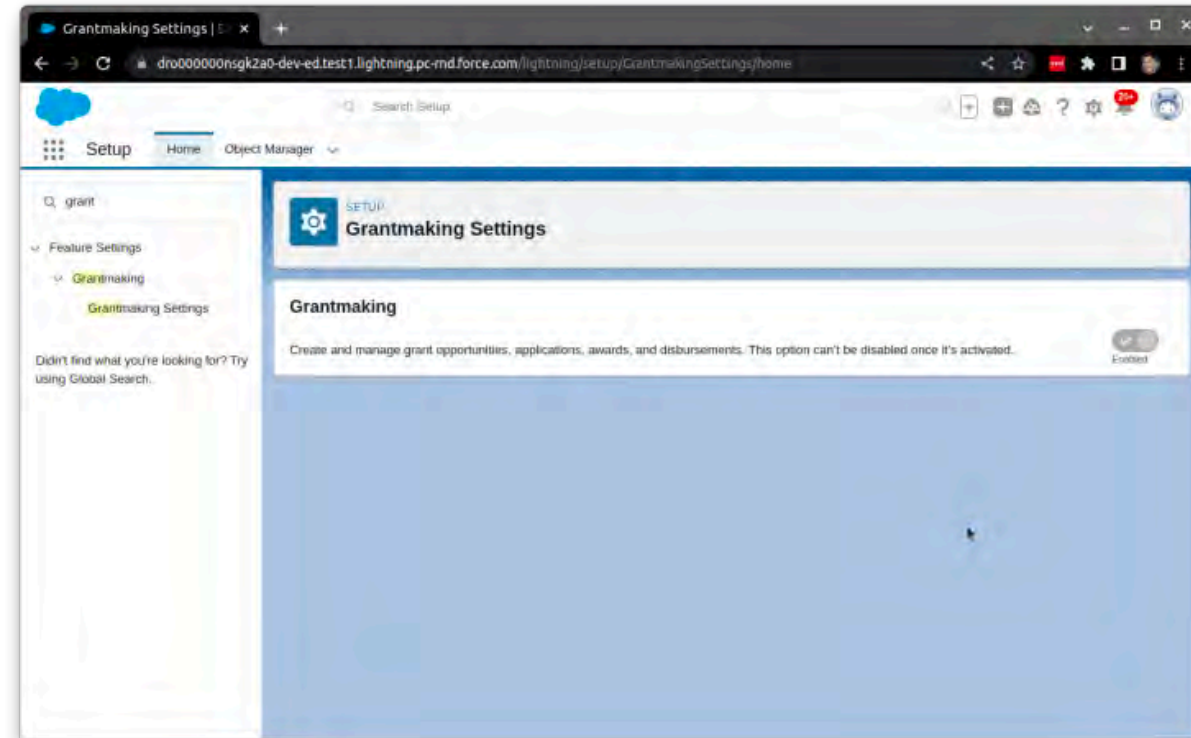 Grantmaking Settings | 
dro000000nsgk2a0-dev-ed.test1.lightning.pc-rnd.force.com/lightning/setup/GrantmakingSettings/home
Search Setup
20+
Setup Home Object Manager
grant
Feature Settings
Grantmaking
Grantmaking Settings
Didn't find what you're looking for? Try
using Global Search.
SETUP
Grantmaking Settings
Grantmaking
Create and manage grant opportunities, applications, awards, and disbursements. This option can't be disabled once it's activated.
Enabled